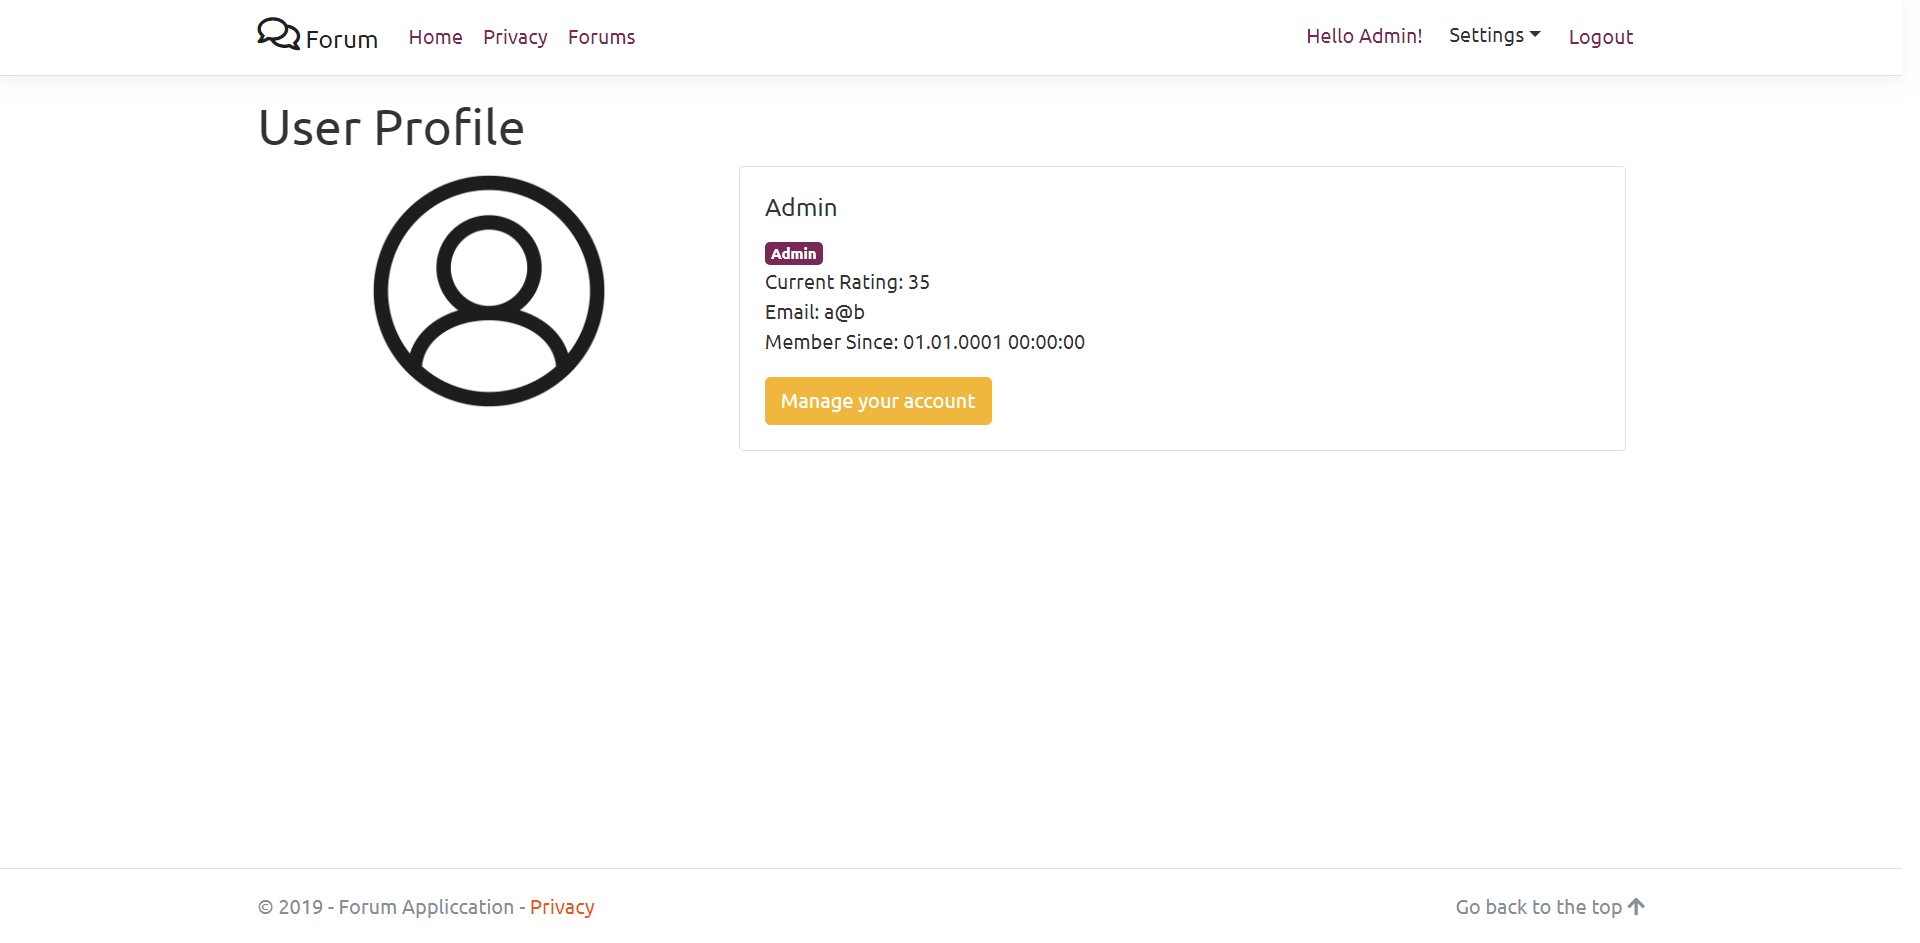 Forum Home Privacy Forums Hello Admin! Settings Logout
User Profile
Admin
Admin
Current Rating: 35
Email: a@b
Member Since: 01.01.0001 00:00:00
Manage your account
© 2019 - Forum Appliccation - Privacy Go back to the top